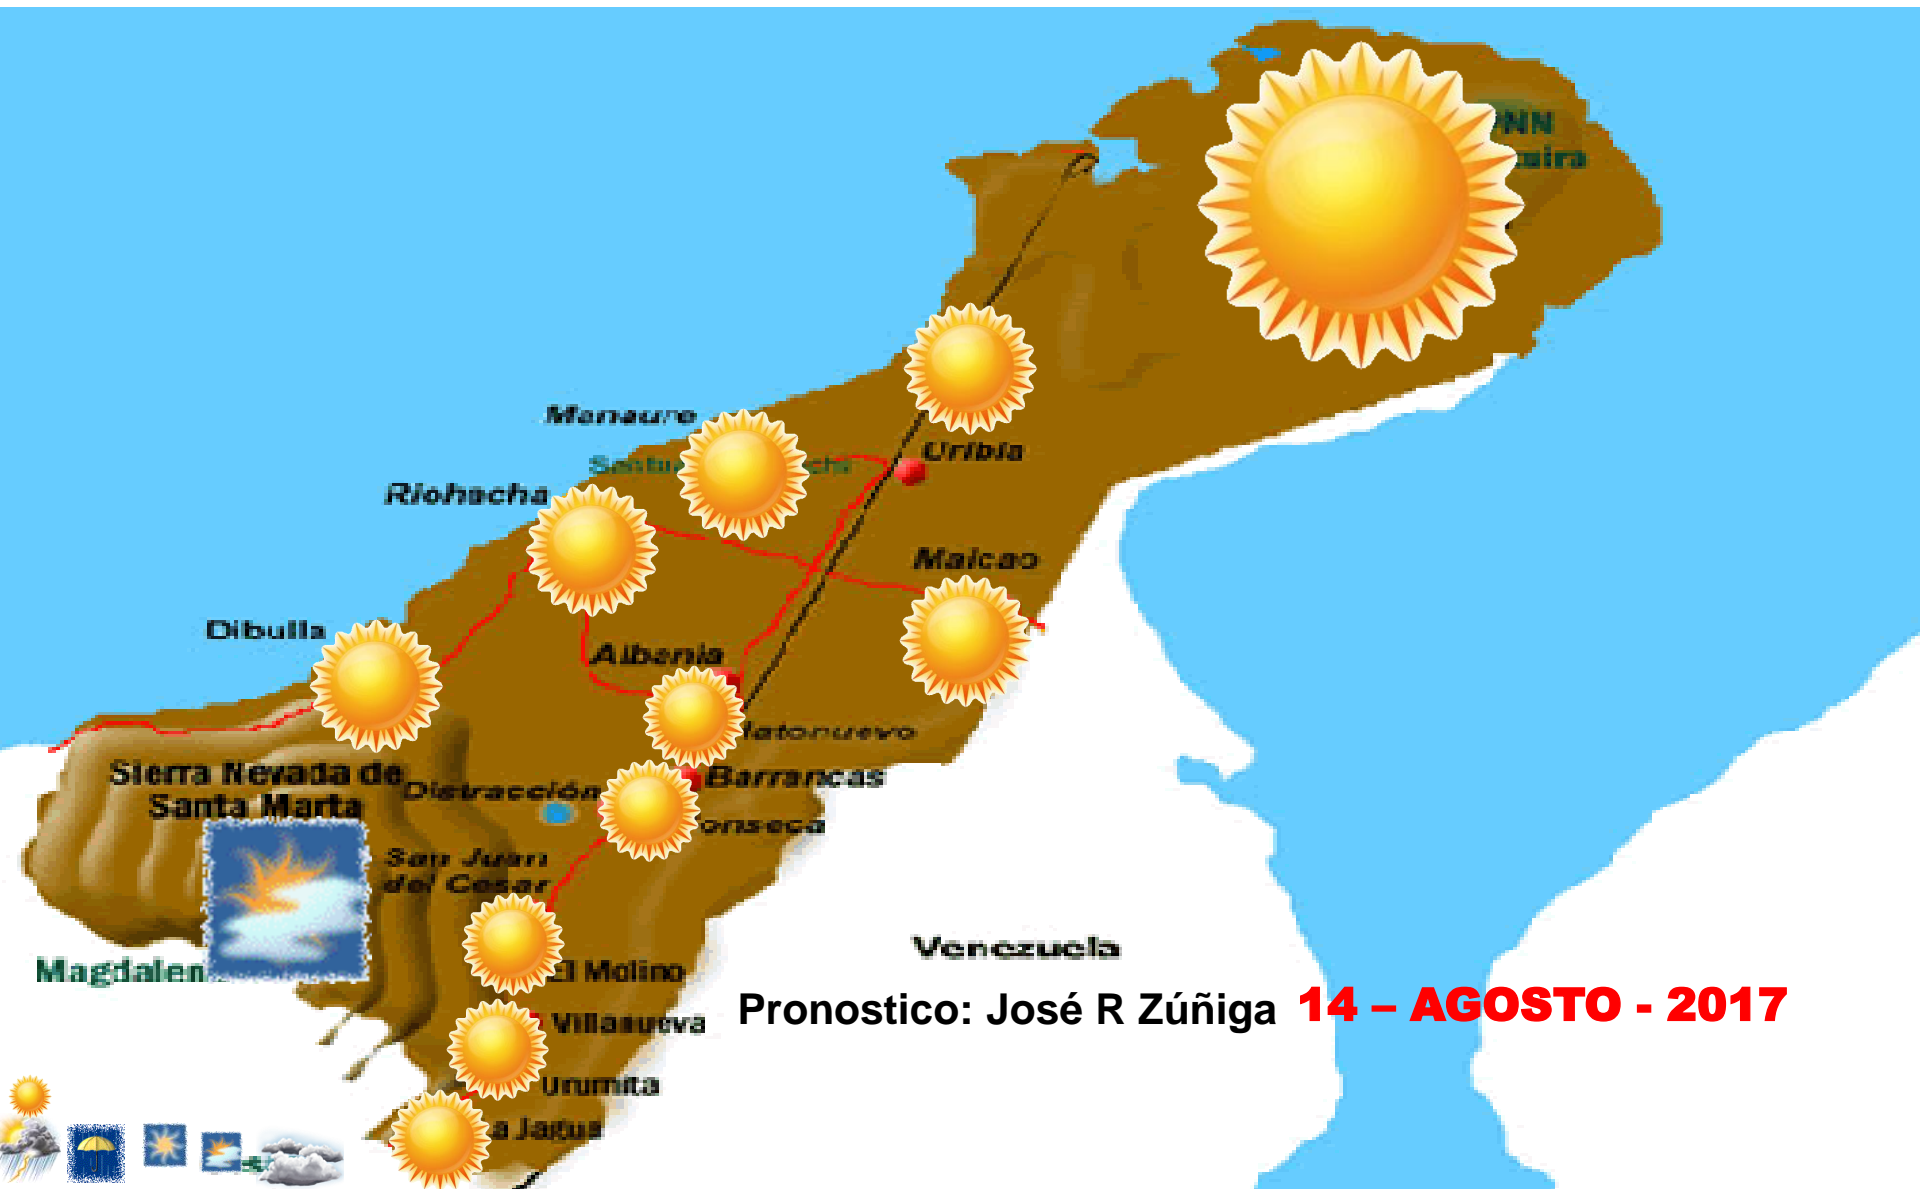 Manaure
Uribia
Riohacha
Maicao
Dibulla
Albania
Sierra Nevada de
Santa Marta
Distracción
Barrancas
San Juan
del Cesar
Venezuela
El Molino
Pronostico: José R Zúñiga 14 – AGOSTO - 2017
Villanueva
Urumita